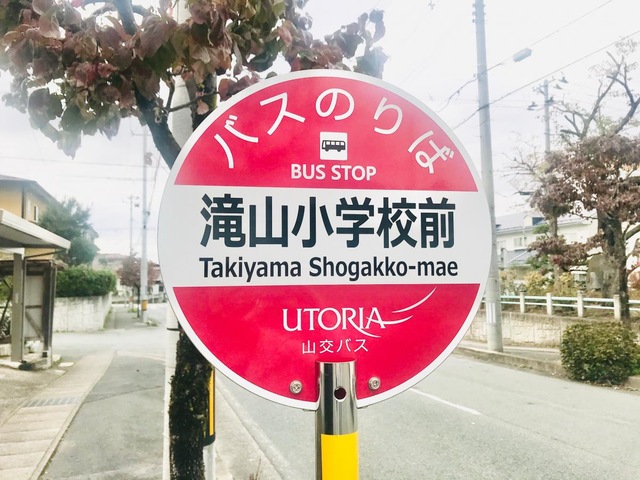 バスのりば
BUS STOP
滝山小学校前
Takiyama Shogakko-mae
UTORIA
山交バス